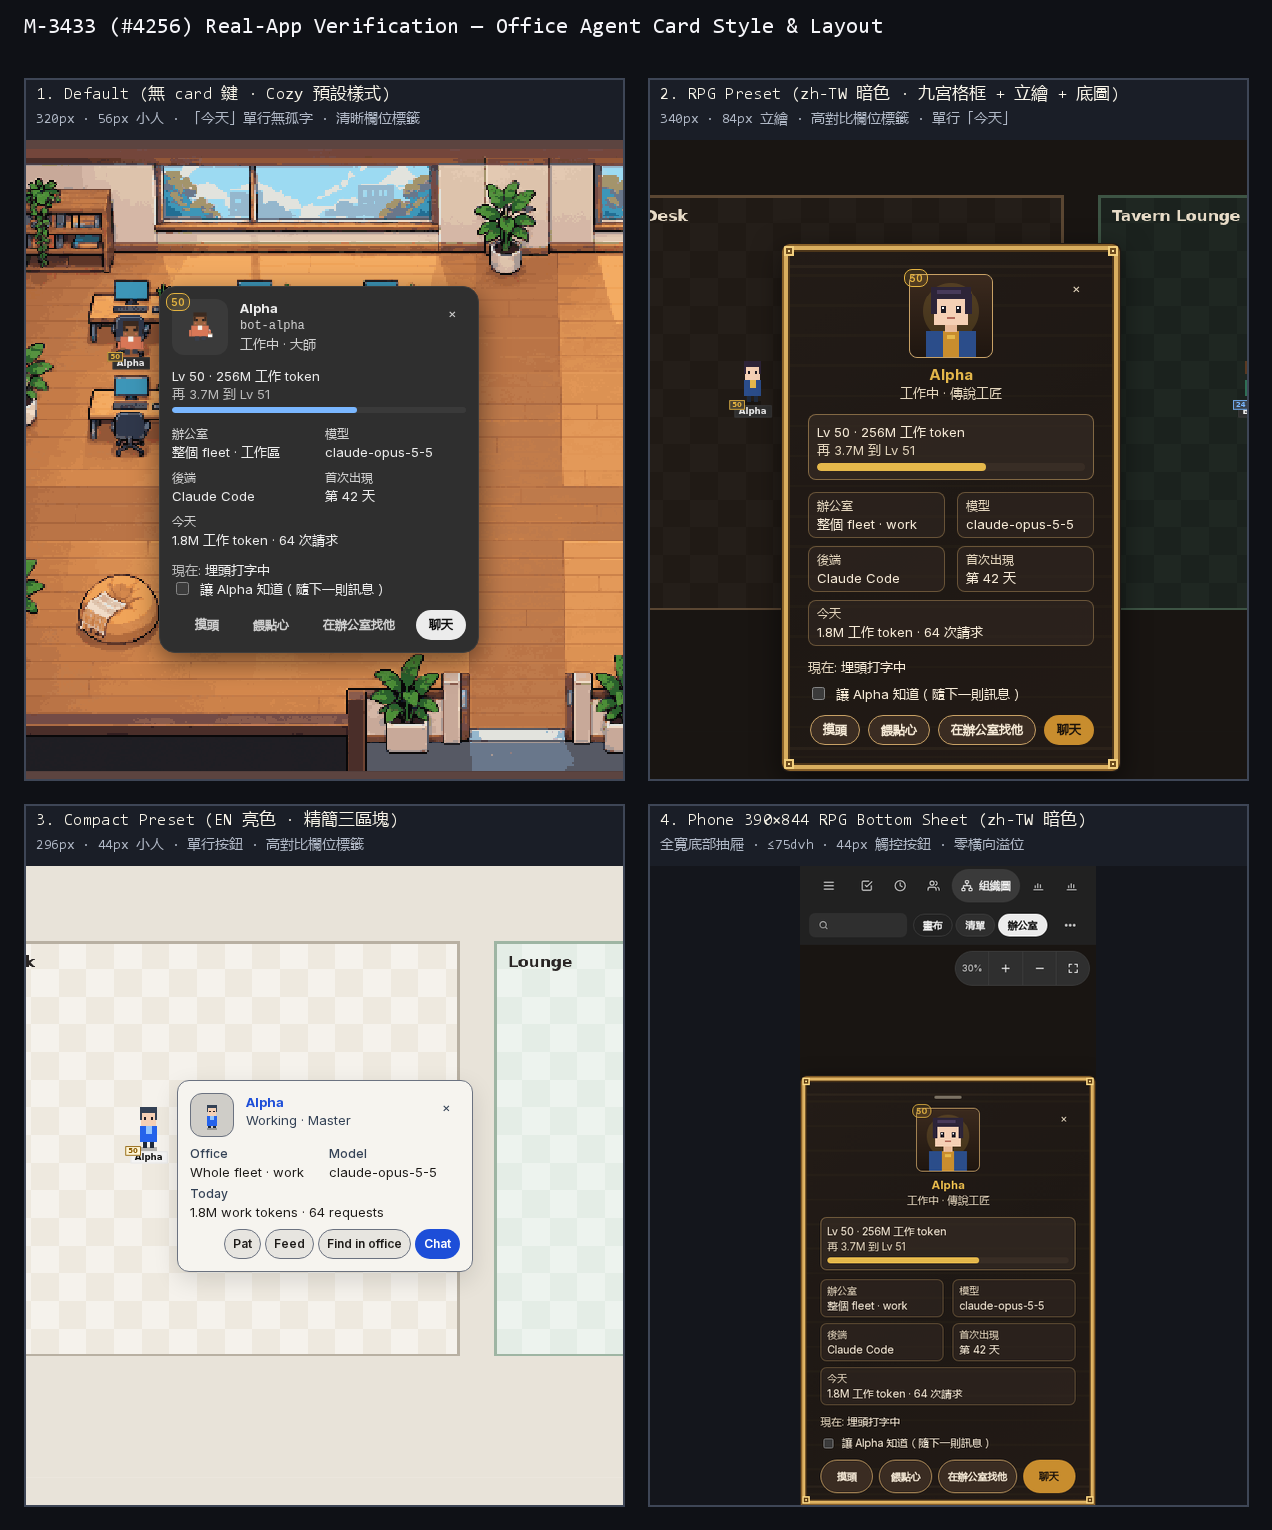 M-3433 (#4256) Real-App Verification — Office Agent Card Style & Layout
1. Default (無 card 鍵 · Cozy 預設樣式)
320px · 56px 小人 · 「今天」單行無孤字 · 清晰欄位標籤
50
Alpha
bot-alpha
工作中 · 大師
×
Lv 50 · 256M 工作 token
再 3.7M 到 Lv 51
辦公室
模型
整個 fleet · 工作區
claude-opus-5-5
後端
首次出現
Claude Code
第 42 天
今天
1.8M 工作 token · 64 次請求
現在: 埋頭打字中
讓 Alpha 知道 ( 隨下一則訊息 )
摸頭
餵點心
在辦公室找他
聊天
50
Alpha
2. RPG Preset (zh-TW 暗色 · 九宮格框 + 立繪 + 底圖)
340px · 84px 立繪 · 高對比欄位標籤 · 單行「今天」
Desk
Tavern Lounge
50
×
Alpha
工作中 · 傳說工匠
Lv 50 · 256M 工作 token
再 3.7M 到 Lv 51
辦公室
模型
整個 fleet · work
claude-opus-5-5
後端
首次出現
Claude Code
第 42 天
今天
1.8M 工作 token · 64 次請求
現在: 埋頭打字中
讓 Alpha 知道 ( 隨下一則訊息 )
摸頭
餵點心
在辦公室找他
聊天
50
Alpha
24
3. Compact Preset (EN 亮色 · 精簡三區塊)
296px · 44px 小人 · 單行按鈕 · 高對比欄位標籤
k
Lounge
Alpha
Working · Master
×
Office
Model
Whole fleet · work
claude-opus-5-5
Today
1.8M work tokens · 64 requests
Pat
Feed
Find in office
Chat
50
Alpha
4. Phone 390×844 RPG Bottom Sheet (zh-TW 暗色)
全寬底部抽屜 · ≤75dvh · 44px 觸控按鈕 · 零橫向溢位
組織圖
畫布
清單
辦公室
30%
+
−
50
×
Alpha
工作中 · 傳說工匠
Lv 50 · 256M 工作 token
再 3.7M 到 Lv 51
辦公室
模型
整個 fleet · work
claude-opus-5-5
後端
首次出現
Claude Code
第 42 天
今天
1.8M 工作 token · 64 次請求
現在: 埋頭打字中
讓 Alpha 知道 ( 隨下一則訊息 )
摸頭
餵點心
在辦公室找他
聊天